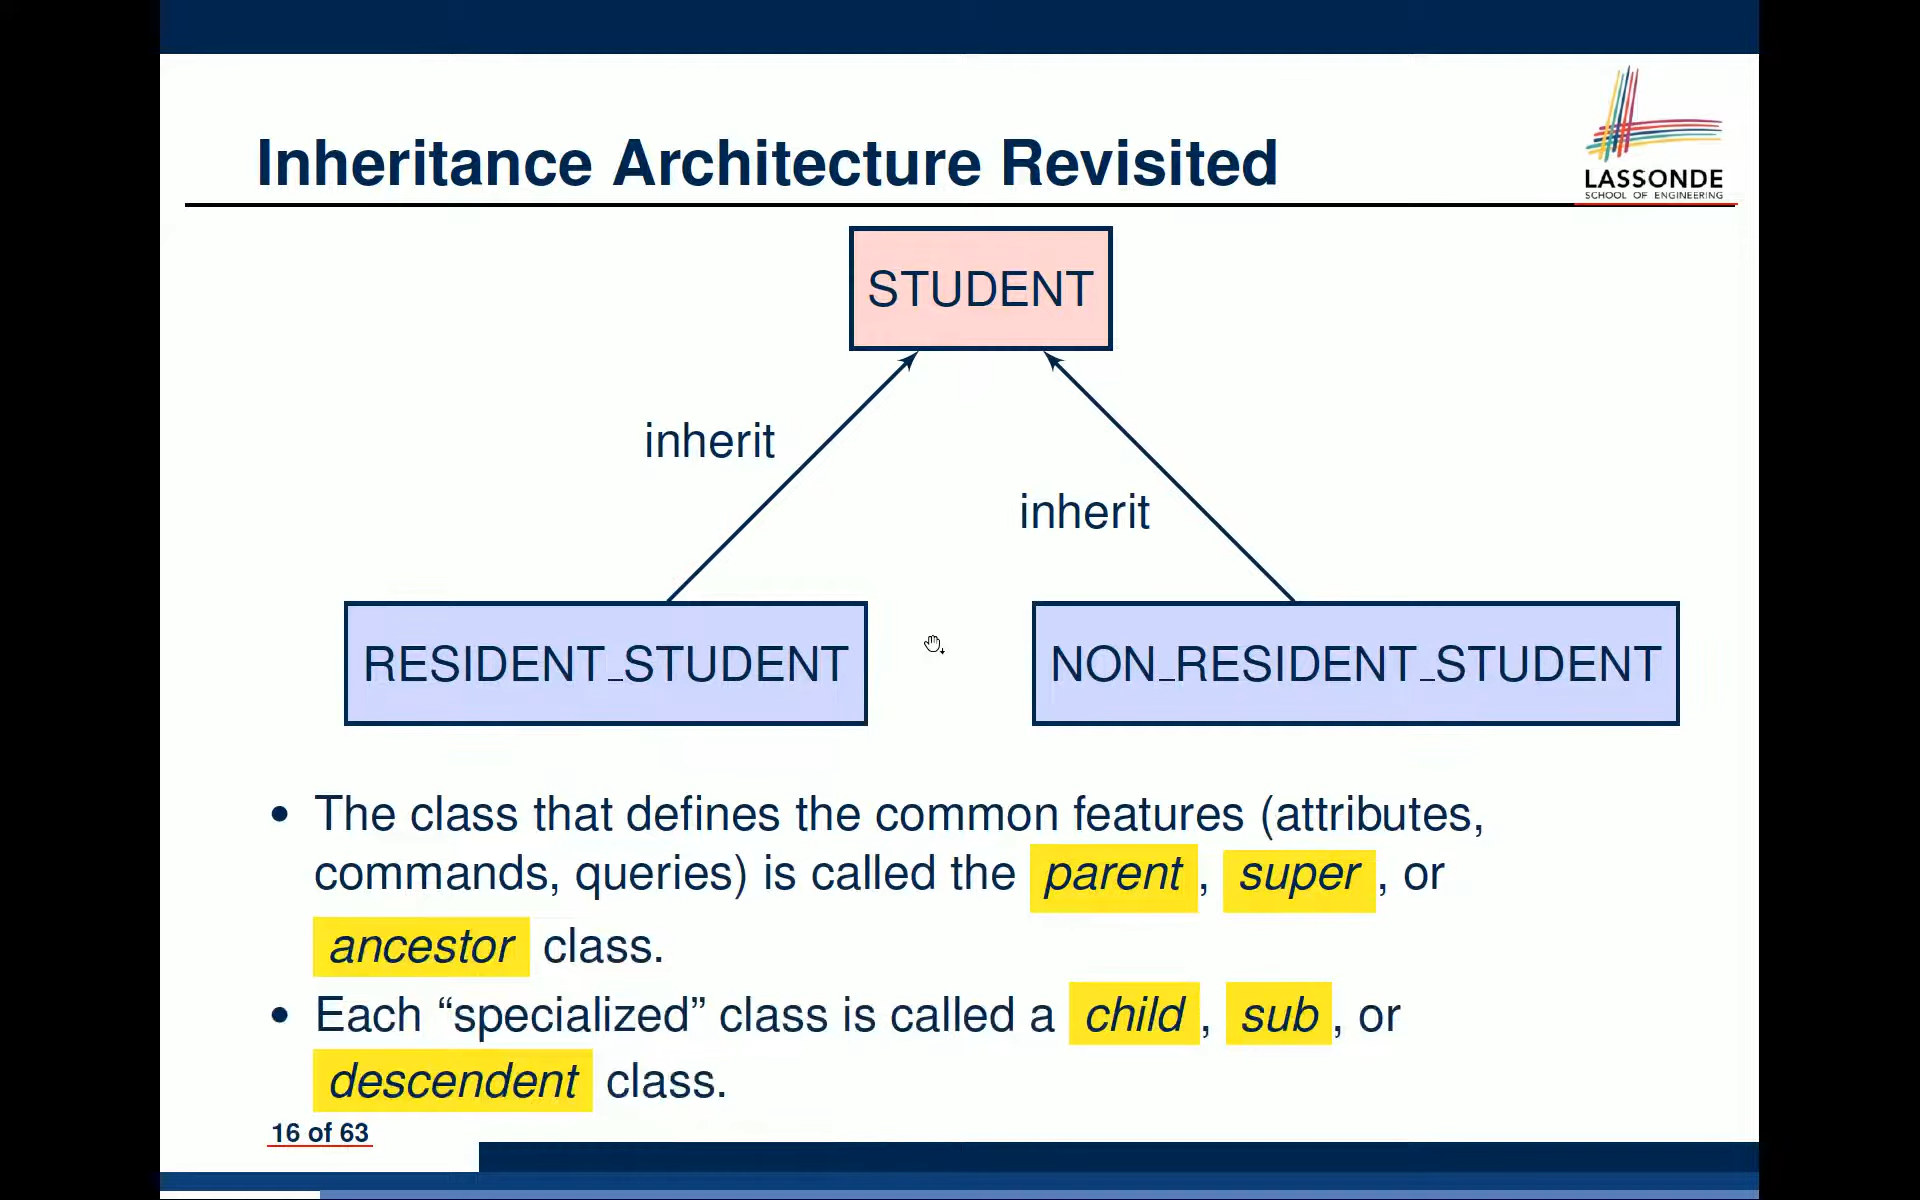 Inheritance Architecture Revisited
LASSONDE
SCHOOL OF ENGINEERING
STUDENT
inherit
inherit
RESIDENT_STUDENT
NON_RESIDENT_STUDENT
• The class that defines the common features (attributes,
commands, queries) is called the parent, super, or
ancestor class.
• Each “specialized” class is called a child, sub, or
descendent class.
16 of 63